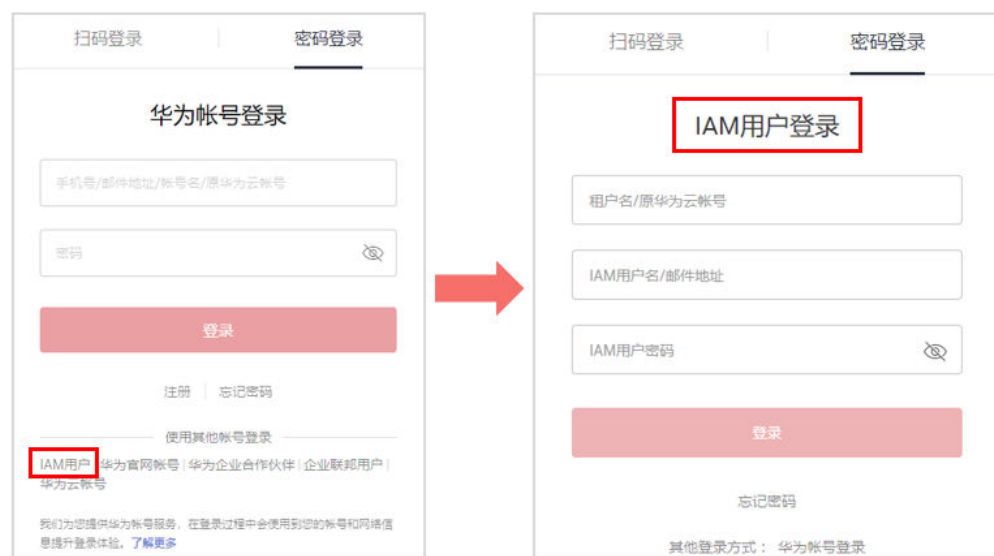 扫码登录
密码登录
华为帐号登录
手机号/邮件地址/帐号名/原华为云帐号
密码
登录
注册
忘记密码
使用其他帐号登录
IAM用户 华为官网帐号 | 华为企业合作伙伴 | 企业联邦用户 |
华为云帐号
我们为您提供华为帐号服务，在登录过程中会使用到您的帐号和网络信
息提升登录体验。了解更多
扫码登录
密码登录
IAM用户登录
租户名/原华为云帐号
IAM用户名/邮件地址
IAM用户密码
登录
忘记密码
其他登录方式： 华为帐号登录